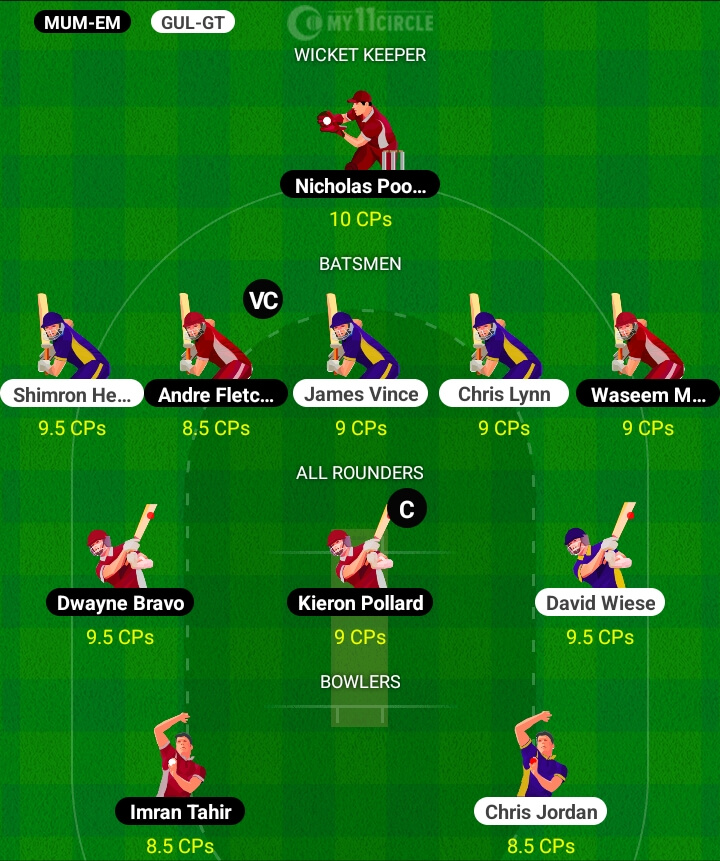 MUM-EM GUL-GT MY11CIRCLE
WICKET KEEPER
Nicholas Poo...
10 CPs
BATSMEN
VC
Shimron He... Andre Fletc... James Vince Chris Lynn Waseem M...
9.5 CPs 8.5 CPs 9 CPs 9 CPs 9 CPs
ALL ROUNDERS
C
Dwayne Bravo Kieron Pollard David Wiese
9.5 CPs 9 CPs 9.5 CPs
BOWLERS
Imran Tahir Chris Jordan
8.5 CPs 8.5 CPs